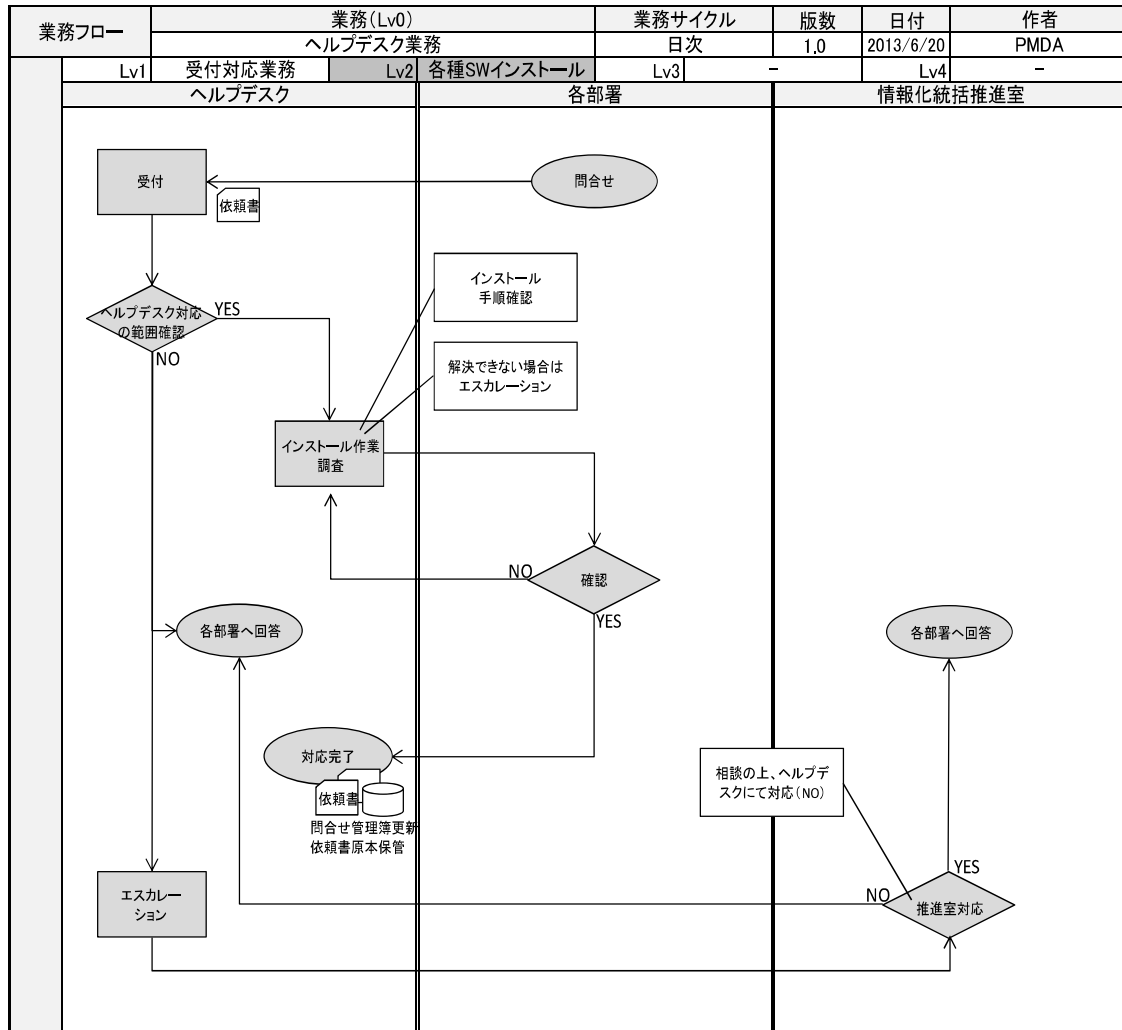 業務フロー
業務(Lv0)
業務サイクル
版数
日付
作者
ヘルプデスク業務
日次
1.0
2013/6/20
PMDA
Lv1
受付対応業務
Lv2
各種SWインストール
Lv3
-
Lv4
-
ヘルプデスク
各部署
情報化統括推進室
受付
依頼書
問合せ
インストール
手順確認
ヘルプデスク対応
の範囲確認
YES
NO
解決できない場合は
エスカレーション
インストール作業
調査
NO
確認
YES
各部署へ回答
各部署へ回答
対応完了
依頼書
問合せ管理簿更新
依頼書原本保管
相談の上、ヘルプデ
スクにて対応(NO)
エスカレー
ション
YES
NO
推進室対応